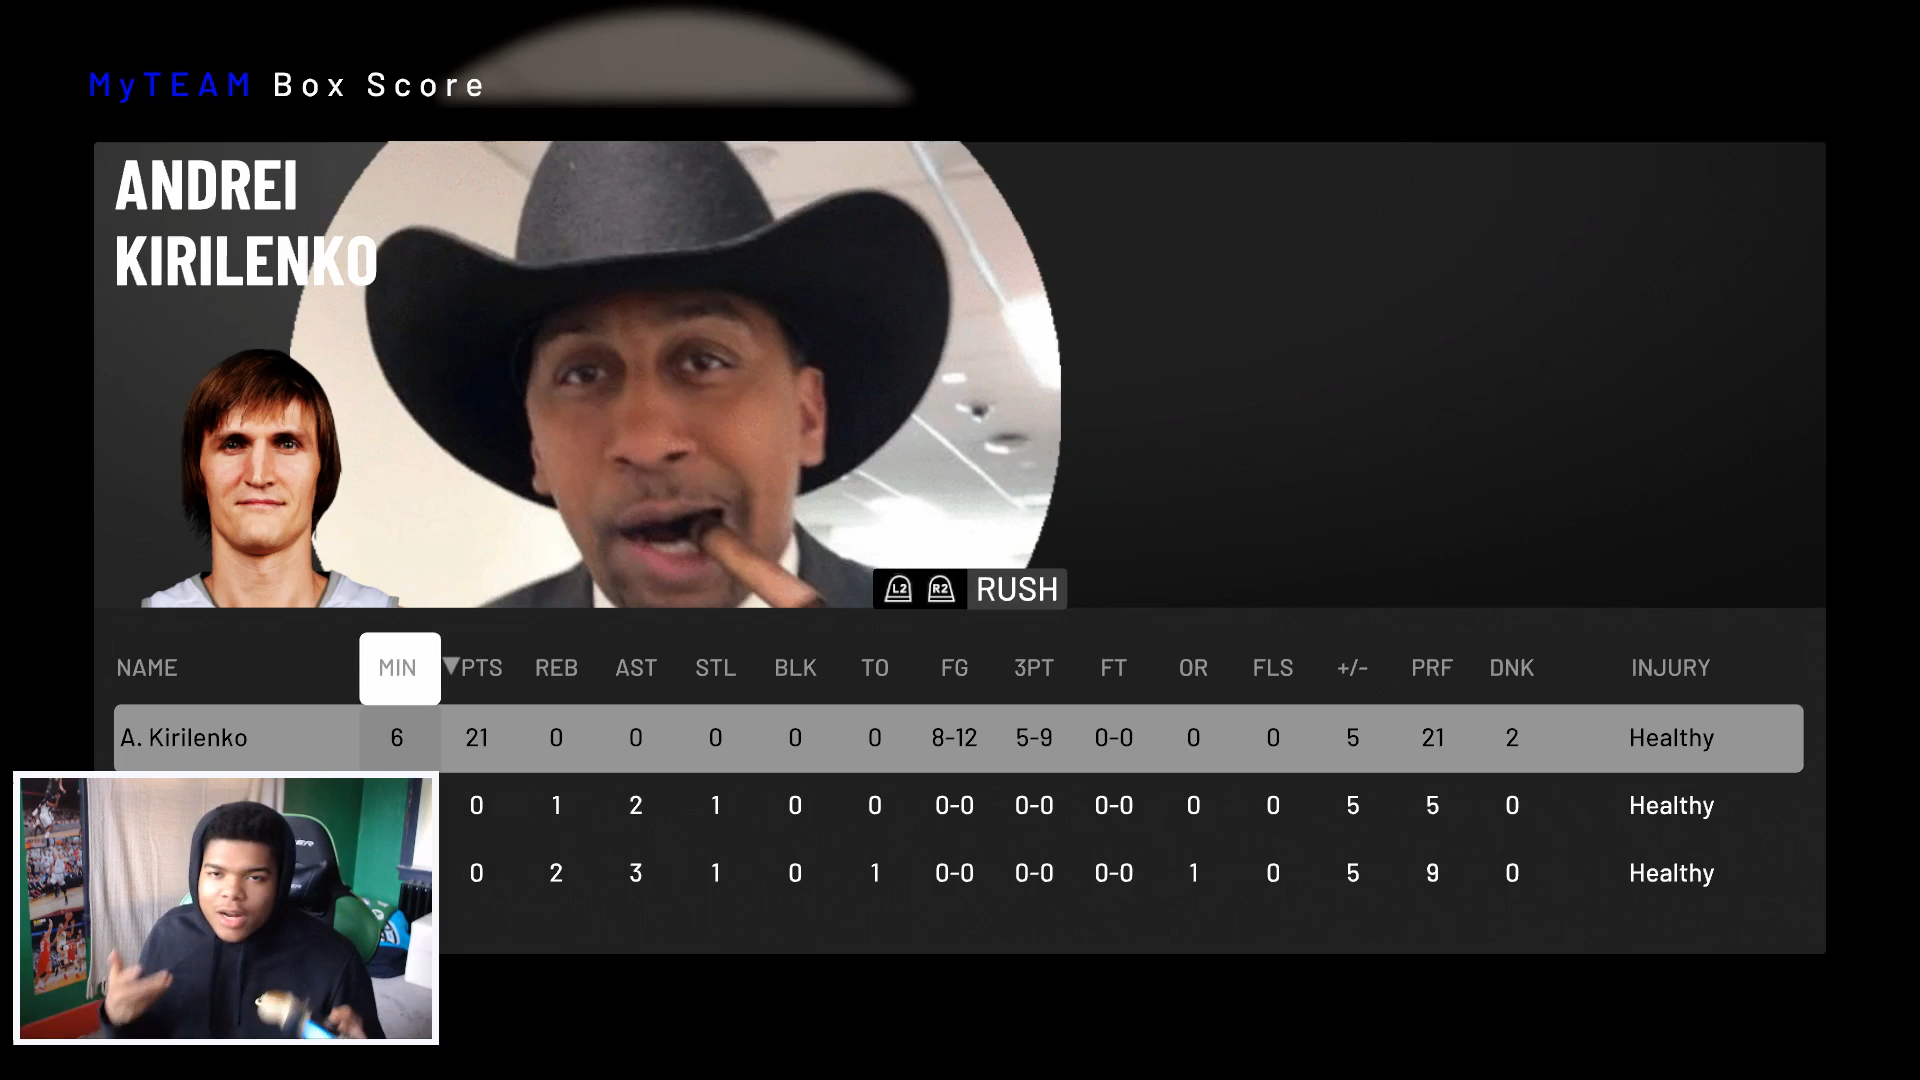 MyTEAM Box Score
ANDREI
KIRILENKO
L2 R2 RUSH
NAME MIN PTS REB AST STL BLK TO FG 3PT FT OR FLS +/- PRF DNK INJURY
A. Kirilenko 6 21 0 0 0 0 0 8-12 5-9 0-0 0 0 5 21 2 Healthy
0 1 2 1 0 0 0-0 0-0 0-0 0 0 5 5 0 Healthy
0 2 3 1 0 1 0-0 0-0 0-0 1 0 5 9 0 Healthy